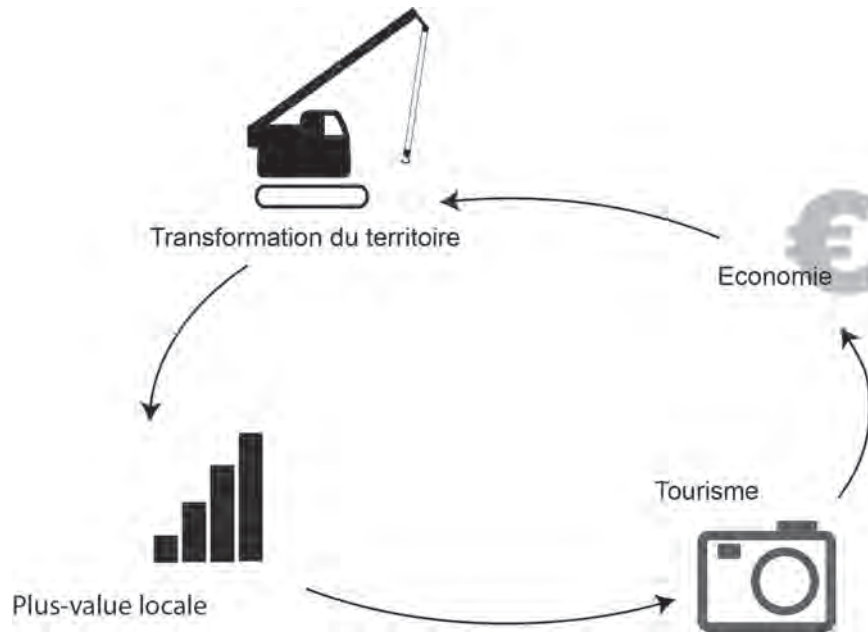 Transformation du territoire
Economie
Tourisme
Plus-value locale